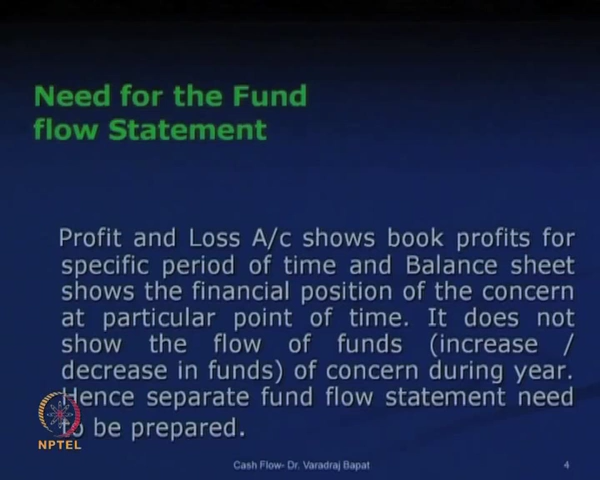 Need for the Fund
flow Statement
Profit and Loss A/c shows book profits for
specific period of time and Balance sheet
shows the financial position of the concern
at particular point of time. It does not
show the flow of funds (increase /
decrease in funds) of concern during year.
Hence separate fund flow statement need
to be prepared.
NPTEL
Cash Flow- Dr. Varadraj Bapat
4